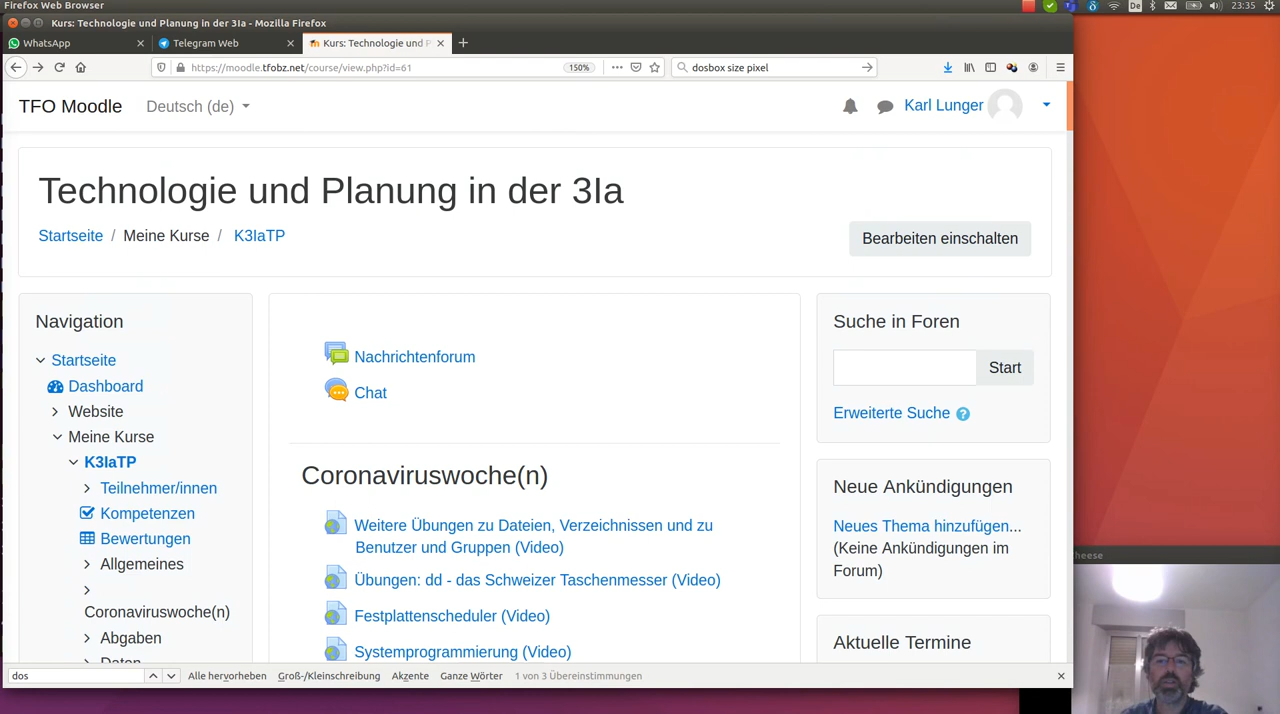 Firefox Web Browser
De
23:35
Kurs: Technologie und Planung in der 3Ia - Mozilla Firefox
WhatsApp
Telegram Web
Kurs: Technologie und P
https://moodle.tfobz.net/course/view.php?id=61
150%
dosbox size pixel
TFO Moodle
Deutsch (de)
Karl Lunger
Technologie und Planung in der 3Ia
Startseite / Meine Kurse / K3IaTP
Bearbeiten einschalten
Navigation
Startseite
Dashboard
Website
Meine Kurse
K3IaTP
Teilnehmer/innen
Kompetenzen
Bewertungen
Allgemeines
Coronaviruswoche(n)
Abgaben
Daten
Nachrichtenforum
Chat
Coronaviruswoche(n)
Weitere Übungen zu Dateien, Verzeichnissen und zu
Benutzer und Gruppen (Video)
Übungen: dd - das Schweizer Taschenmesser (Video)
Festplattenscheduler (Video)
Systemprogrammierung (Video)
Suche in Foren
Start
Erweiterte Suche
Neue Ankündigungen
Neues Thema hinzufügen...
(Keine Ankündigungen im
Forum)
Aktuelle Termine
heese
dos
Alle hervorheben
Groß-/Kleinschreibung
Akzente
Ganze Wörter
1 von 3 Übereinstimmungen